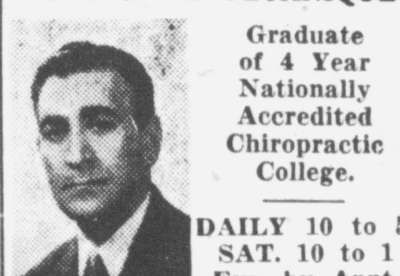 Graduate
of 4 Year
Nationally
Accredited
Chiropractic
College.
DAILY 10 to
SAT. 10 to 1